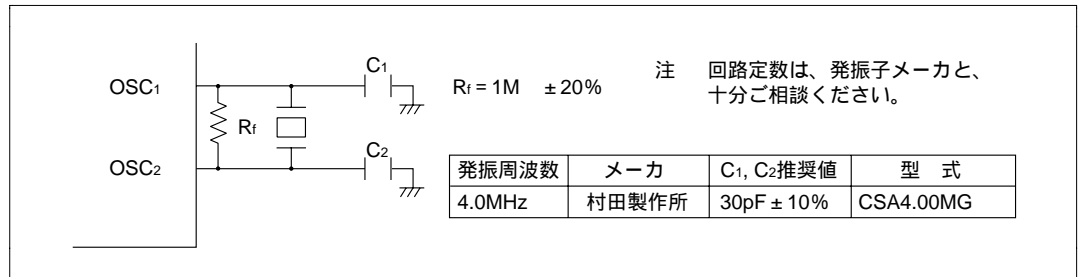 OSC1
OSC2
Rf
C1
C2
Rf = 1M ±20%
注 回路定数は、発振子メーカと、
十分ご相談ください。
発振周波数 メーカ C1, C2推奨値 型 式
4.0MHz 村田製作所 30pF ± 10% CSA4.00MG